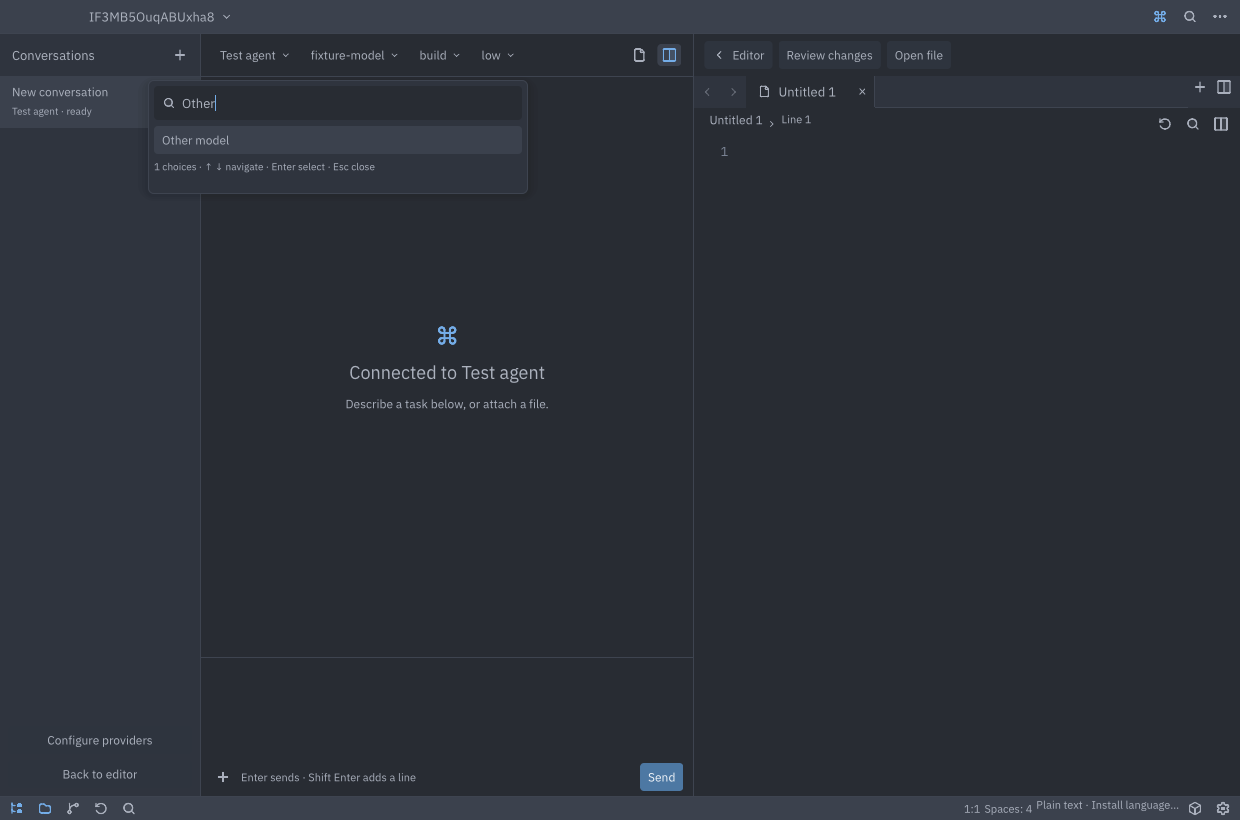 IF3MB5OuqABUxha8
Conversations
Test agent
fixture-model
build
low
Editor
Review changes
Open file
New conversation
Test agent · ready
Other
Other model
1 choices · ↑ ↓ navigate · Enter select · Esc close
Untitled 1
Untitled 1 › Line 1
1
Connected to Test agent
Describe a task below, or attach a file.
Configure providers
Back to editor
Enter sends · Shift Enter adds a line
Send
1:1 Spaces: 4 Plain text · Install language...